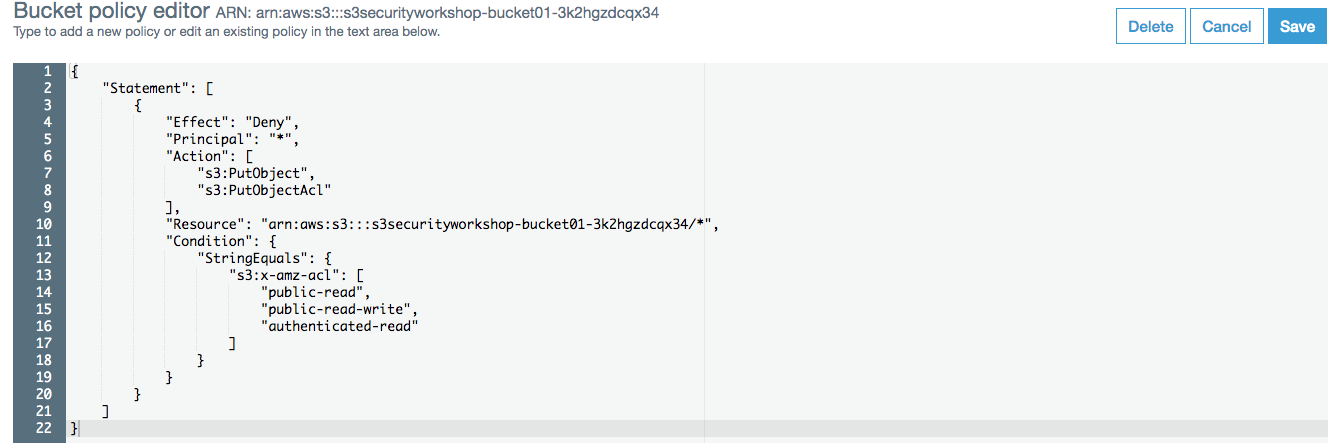 Bucket policy editor ARN: arn:aws:s3:::s3securityworkshop-bucket01-3k2hgzdcqx34
Type to add a new policy or edit an existing policy in the text area below.
Delete Cancel Save
1 {
2 "Statement": [
3 {
4 "Effect": "Deny",
5 "Principal": "*",
6 "Action": [
7 "s3:PutObject",
8 "s3:PutObjectAcl"
9 ],
10 "Resource": "arn:aws:s3:::s3securityworkshop-bucket01-3k2hgzdcqx34/*",
11 "Condition": {
12 "StringEquals": {
13 "s3:x-amz-acl": [
14 "public-read",
15 "public-read-write",
16 "authenticated-read"
17 ]
18 }
19 }
20 }
21 ]
22 }